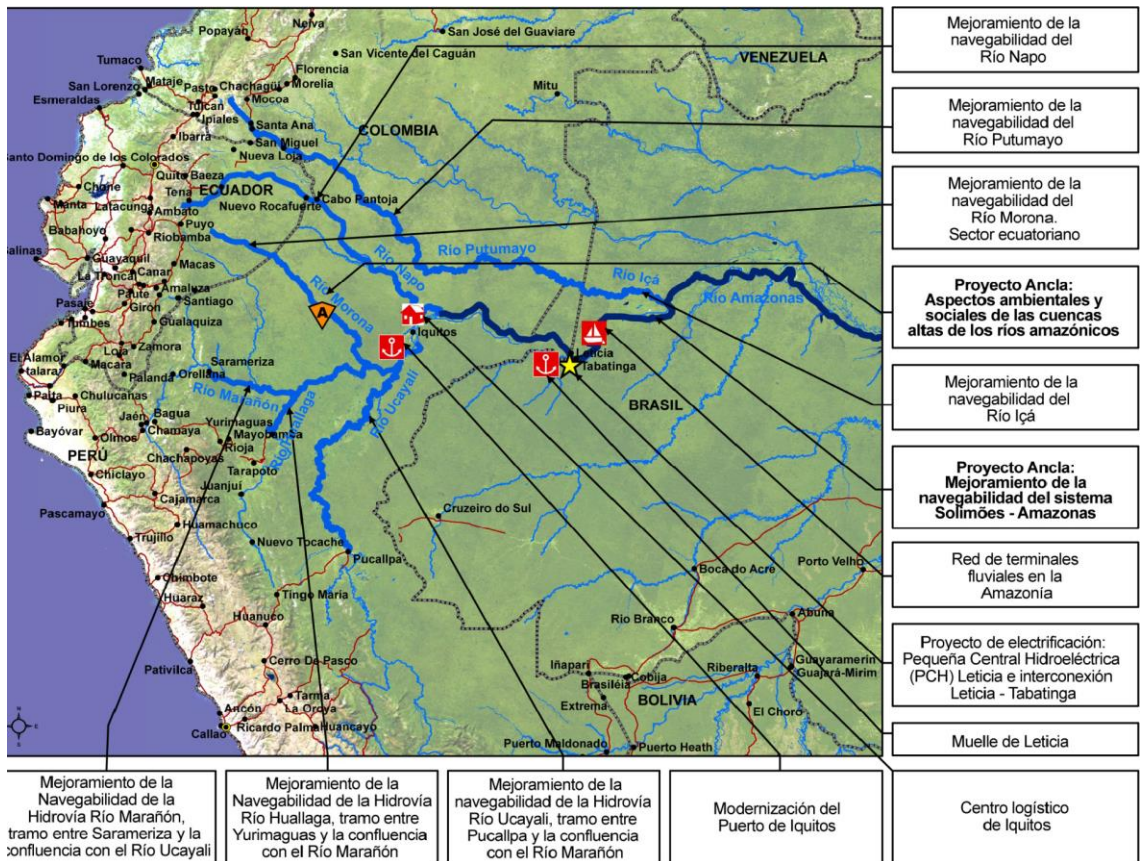 Neiva
Popayán
San José del Guaviare
San Vicente del Caguán
VENEZUELA
Tumaco
Florencia
Mataje
Pasto
Chachagüí
Morelia
Mitu
San Lorenzo
Mocoa
Esmeraldas
Tulcan
Ipiales
Santa Ana
COLOMBIA
Ibarra
San Miguel
Nueva Loja
Santo Domingo de los Colorados
Quito
Baeza
Chone
Tena
ECUADOR
Manta
Latacunga
Nuevo Rocafuerte
Cabo Pantoja
Ambato
Puyo
Babahoyo
Riobamba
Río Putumayo
Salinas
Guayaquil
Macas
Río Napo
Río Içá
La Troncal
Canar
Río Amazonas
Paute
Amaluza
Río Morona
Pasaje
Girón
Santiago
A
Tumbes
Gualaquiza
Iquitos
Loja
Zamora
Leticia
El Alamor
Sarameriza
Tabatinga
talara
Macara
Palanda
Orellana
Paita
Chulucanas
Río Marañón
Río Ucayali
BRASIL
Piura
Jaén
Bagua
Yurimaguas
Río Huallaga
Bayóvar
Olmos
Chamaya
Mayobamba
Rioja
PERÚ
Chachapoyas
Chiclayo
Tarapoto
Juanjuí
Cajamarca
Pascamayo
Cruzeiro do Sul
Huamachuco
Trujillo
Nuevo Tocache
Pucallpa
Porto Velho
Boca do Acre
Chimbote
Tingo Maria
Huaraz
Abuna
Huanuco
Rio Branco
Guayaramerin
Pativilca
Cerro De Pasco
Iñapari
Riberalta
Guajará-Mirim
Cobija
Brasiléia
Tarma
Extrema
BOLIVIA
Ancón
La Oroya
El Choro
Callao
Ricardo Palma
Huancayo
Puerto Maldonado
Puerto Heath
N
E
Mejoramiento de la
navegabilidad del
Río Napo
Mejoramiento de la
navegabilidad del
Río Putumayo
Mejoramiento de la
navegabilidad del
Río Morona.
Sector ecuatoriano
Proyecto Ancla:
Aspectos ambientales y
sociales de las cuencas
altas de los ríos amazónicos
Mejoramiento de la
navegabilidad del
Río Içá
Proyecto Ancla:
Mejoramiento de la
navegabilidad del sistema
Solimões - Amazonas
Red de terminales
fluviales en la
Amazonía
Proyecto de electrificación:
Pequeña Central Hidroeléctrica
(PCH) Leticia e interconexión
Leticia - Tabatinga
Muelle de Leticia
Mejoramiento de la
Navegabilidad de la
Hidrovía Río Marañón,
tramo entre Sarameriza y la
confluencia con el Río Ucayali
Mejoramiento de la
Navegabilidad de la Hidrovía
Río Huallaga, tramo entre
Yurimaguas y la confluencia
con el Río Marañón
Mejoramiento de la
navegabilidad de la Hidrovía
Río Ucayali, tramo entre
Pucallpa y la confluencia
con el Río Marañón
Modernización del
Puerto de Iquitos
Centro logístico
de Iquitos